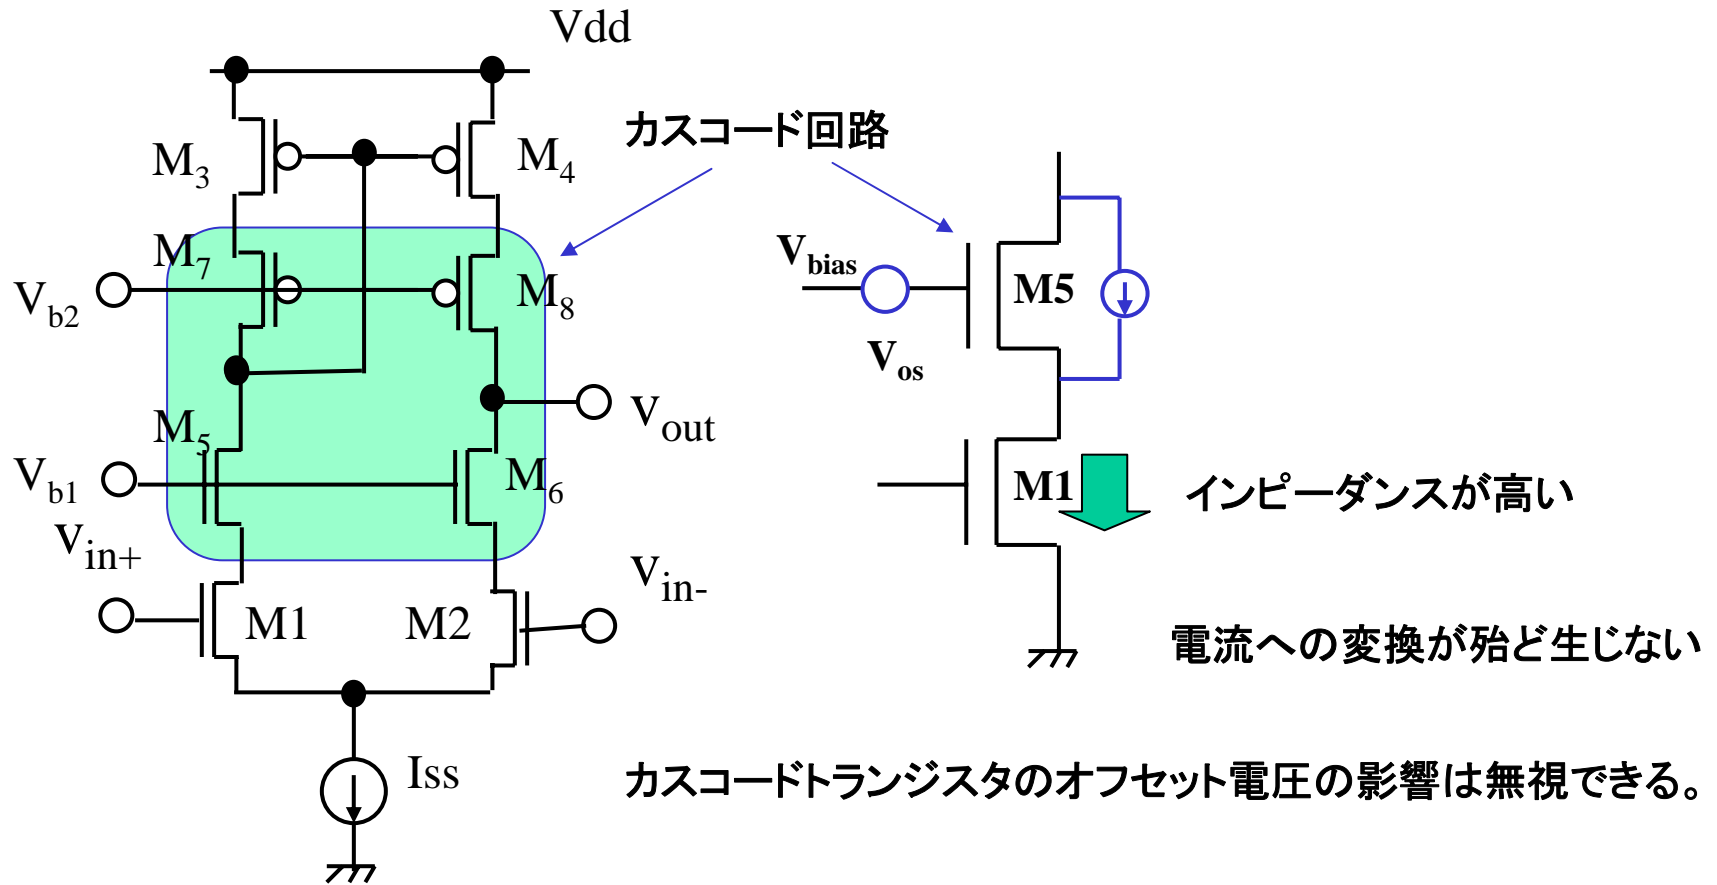 Vdd
カスコード回路
M3
M4
M7
M8
Vb2
Vbias
M5
Vos
M5
Vout
Vb1
M6
M1
インピーダンスが高い
Vin+
Vin-
M1
M2
電流への変換が殆ど生じない
Iss
カスコードトランジスタのオフセット電圧の影響は無視できる。